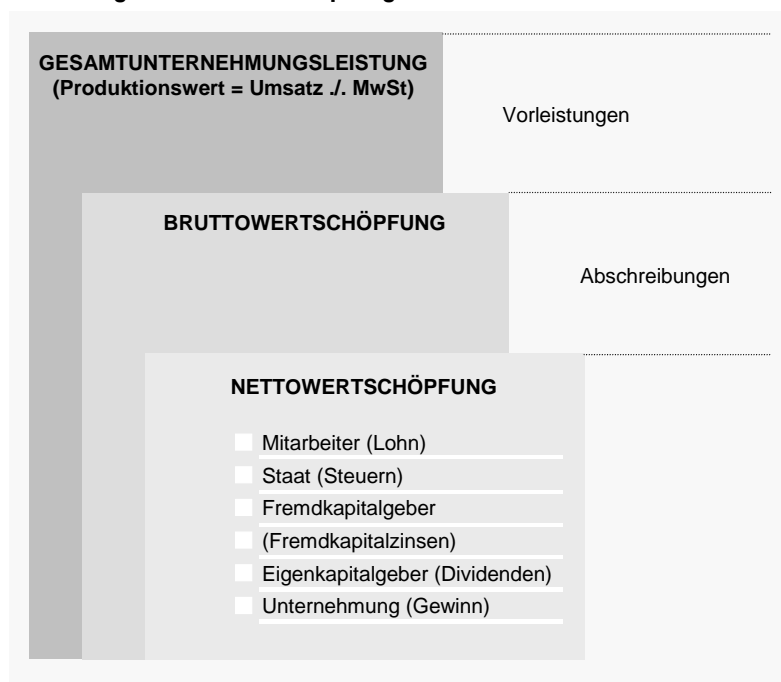 GESAMTUNTERNEHMUNGSLEISTUNG
(Produktionswert = Umsatz ./. MwSt)
Vorleistungen
BRUTTOWERTSCHÖPFUNG
Abschreibungen
NETTOWERTSCHÖPFUNG
Mitarbeiter (Lohn)
Staat (Steuern)
Fremdkapitalgeber
(Fremdkapitalzinsen)
Eigenkapitalgeber (Dividenden)
Unternehmung (Gewinn)